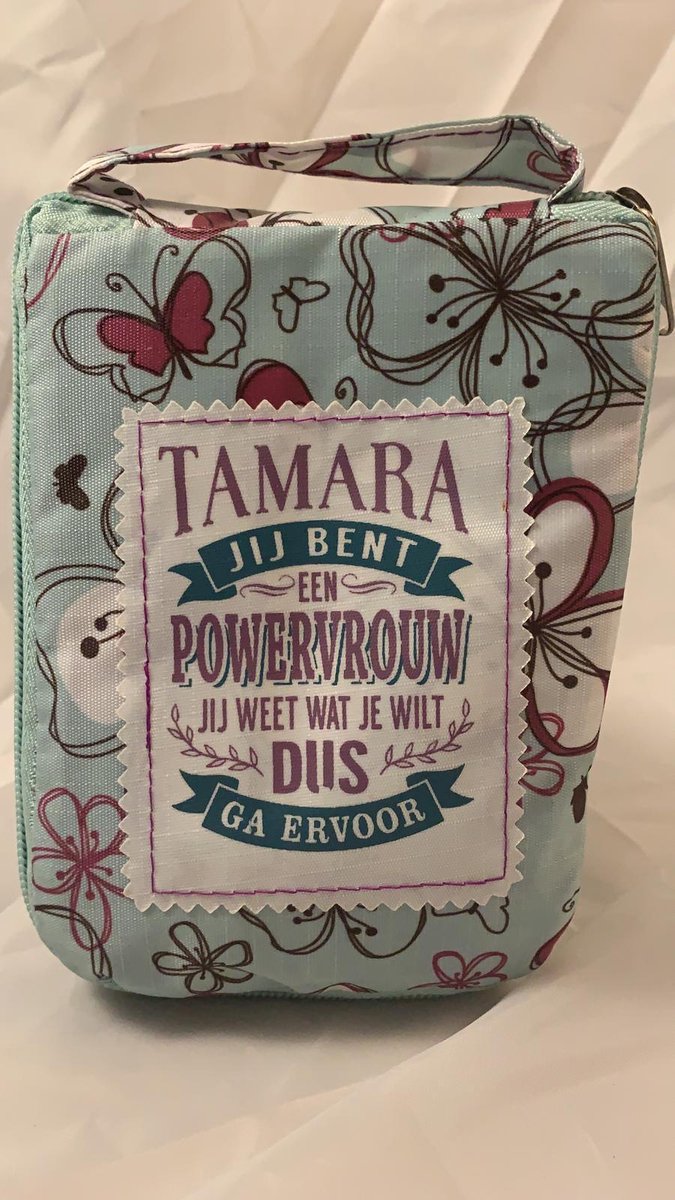 TAMARA
JIJ BENT
EEN
POWERVROUW
JIJ WEET WAT JE WILT
DUS
GA ERVOOR